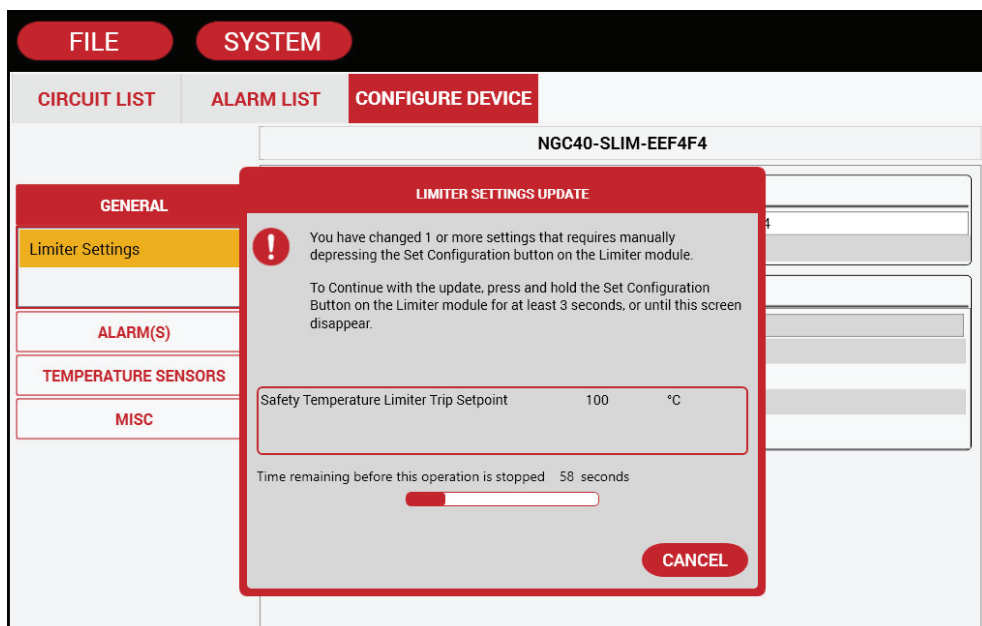 FILE
SYSTEM
CIRCUIT LIST
ALARM LIST
CONFIGURE DEVICE
NGC40-SLIM-EEF4F4
GENERAL
Limiter Settings
ALARM(S)
TEMPERATURE SENSORS
MISC
LIMITER SETTINGS UPDATE
You have changed 1 or more settings that requires manually
depressing the Set Configuration button on the Limiter module.
To Continue with the update, press and hold the Set Configuration
Button on the Limiter module for at least 3 seconds, or until this screen
disappear.
Safety Temperature Limiter Trip Setpoint 100 °C
Time remaining before this operation is stopped 58 seconds
CANCEL
4